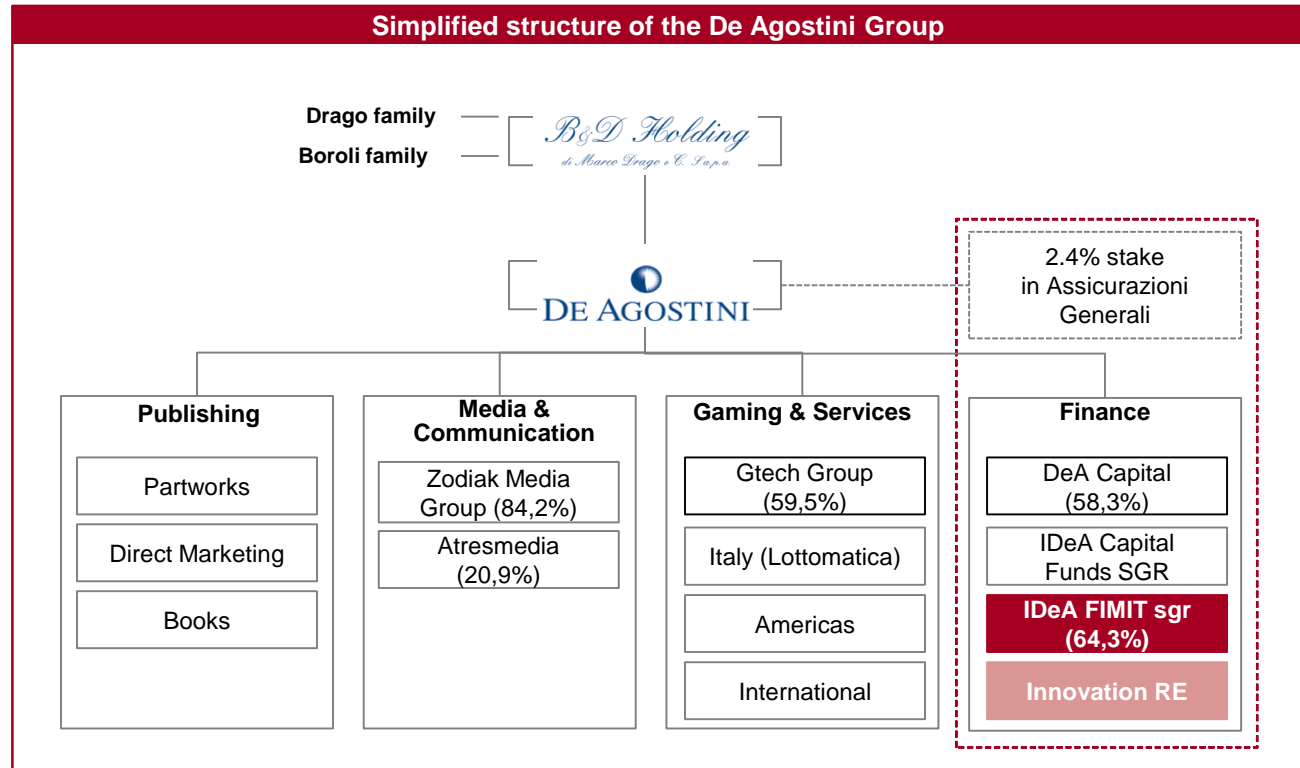 Simplified structure of the De Agostini Group
Drago family
Boroli family
B&D Holding
di Marco Drago e C. S.a.p.a.
DE AGOSTINI
2.4% stake
in Assicurazioni
Generali
Publishing
Partworks
Direct Marketing
Books
Media &
Communication
Zodiak Media
Group (84,2%)
Atresmedia
(20,9%)
Gaming & Services
Gtech Group
(59,5%)
Italy (Lottomatica)
Americas
International
Finance
DeA Capital
(58,3%)
IDeA Capital
Funds SGR
IDeA FIMIT sgr
(64,3%)
Innovation RE